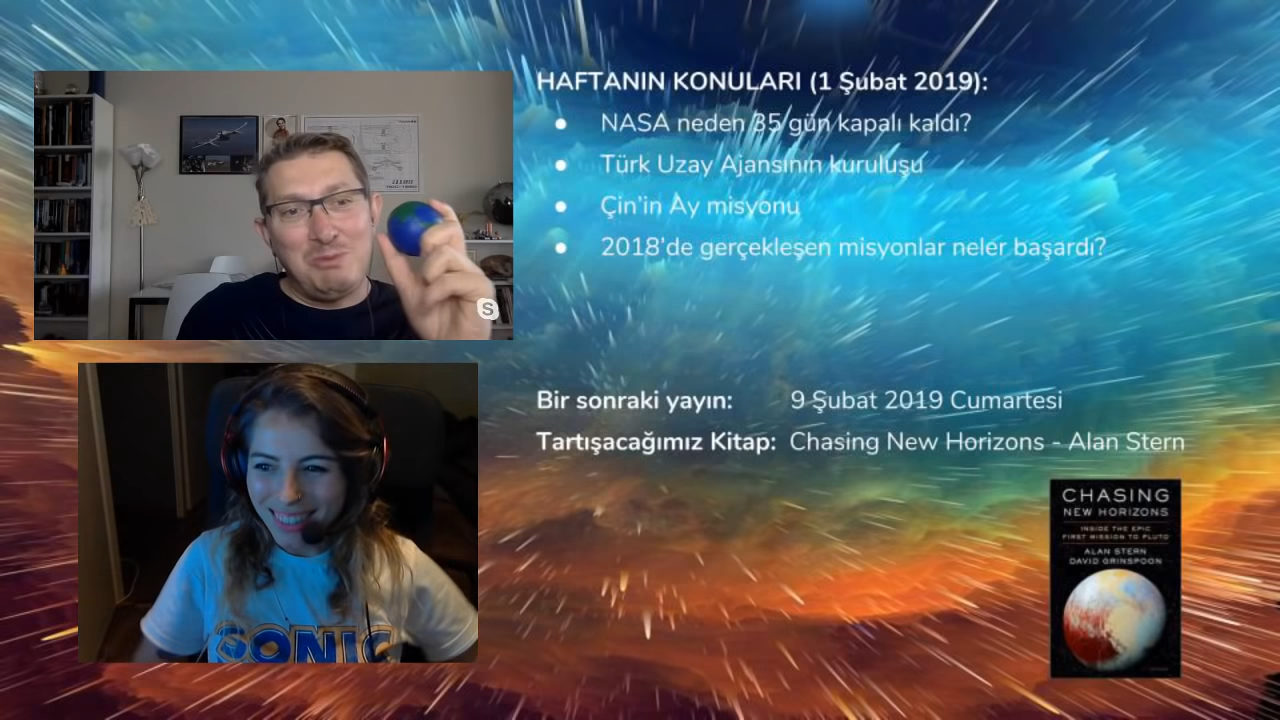 HAFTANIN KONULARI (1 Şubat 2019):
● NASA neden 35 gün kapalı kaldı?
● Türk Uzay Ajansının kuruluşu
● Çin'in Ay misyonu
● 2018'de gerçekleşen misyonlar neler başardı?
Bir sonraki yayın: 9 Şubat 2019 Cumartesi
Tartışacağımız Kitap: Chasing New Horizons - Alan Stern
CHASING
NEW HORIZONS
INSIDE THE EPIC
FIRST MISSION TO PLUTO
ALAN STERN
DAVID GRINSPOON
S
SONIC